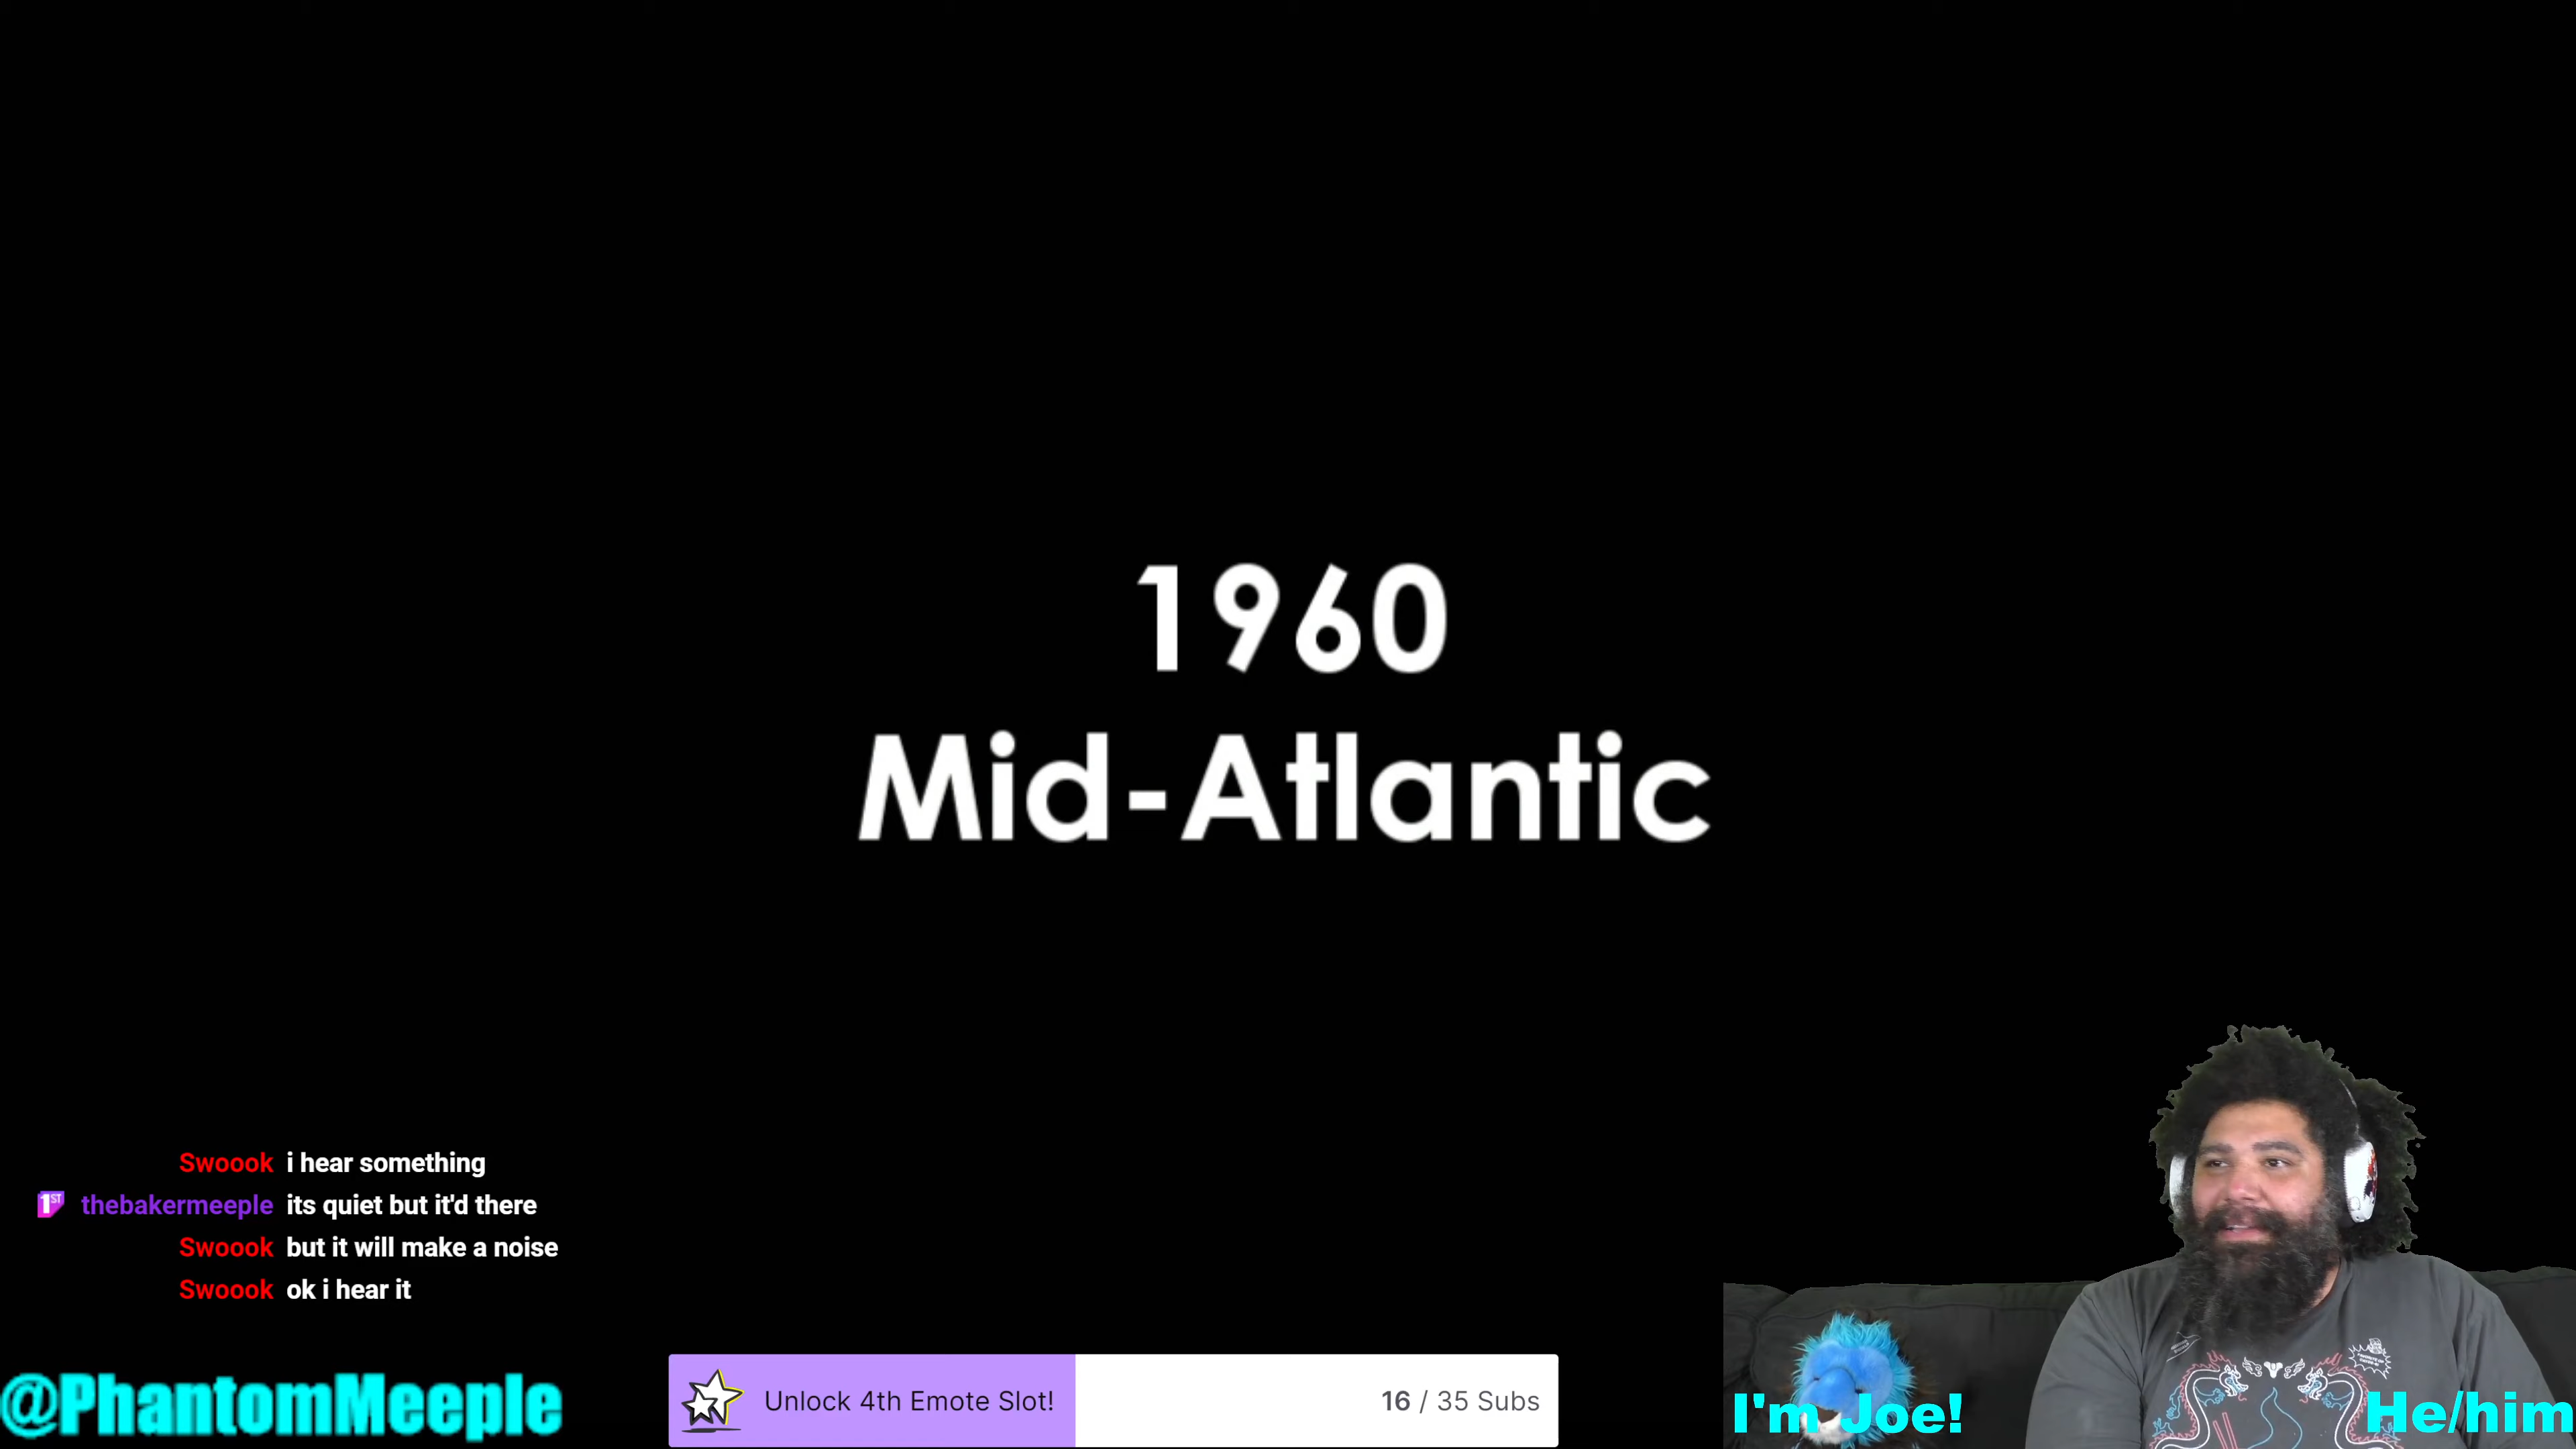 1960
Mid-Atlantic
Swoook i hear something
1ST thebakermeeple its quiet but it'd there
Swoook but it will make a noise
Swoook ok i hear it
@PhantomMeeple
Unlock 4th Emote Slot! 16 / 35 Subs
I'm Joe!
He/him